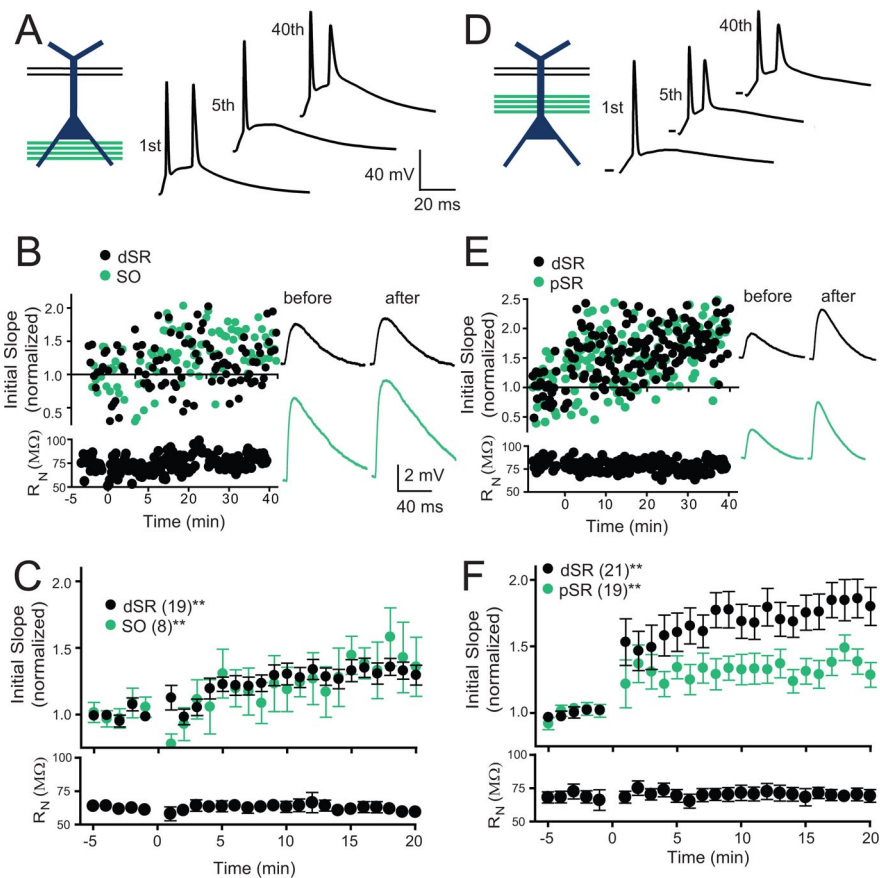 A
1st
5th
40th
40 mV
20 ms
D
1st
5th
40th
B
dSR
SO
before
after
Initial Slope
(normalized)
2.0
1.5
1.0
0.5
R_N (MΩ)
100
75
50
-5 0 5 20 30 40
Time (min)
2 mV
40 ms
E
dSR
pSR
before
after
Initial Slope
(normalized)
2.5
2.0
1.5
1.0
0.5
R_N (MΩ)
100
75
50
0 10 20 30 40
Time (min)
C
dSR (19)**
SO (8)**
Initial Slope
(normalized)
2.0
1.5
1.0
R_N (MΩ)
100
75
50
-5 0 5 10 15 20
Time (min)
F
dSR (21)**
pSR (19)**
Initial Slope
(normalized)
2.0
1.5
1.0
R_N (MΩ)
100
75
50
-5 0 5 10 15 20
Time (min)